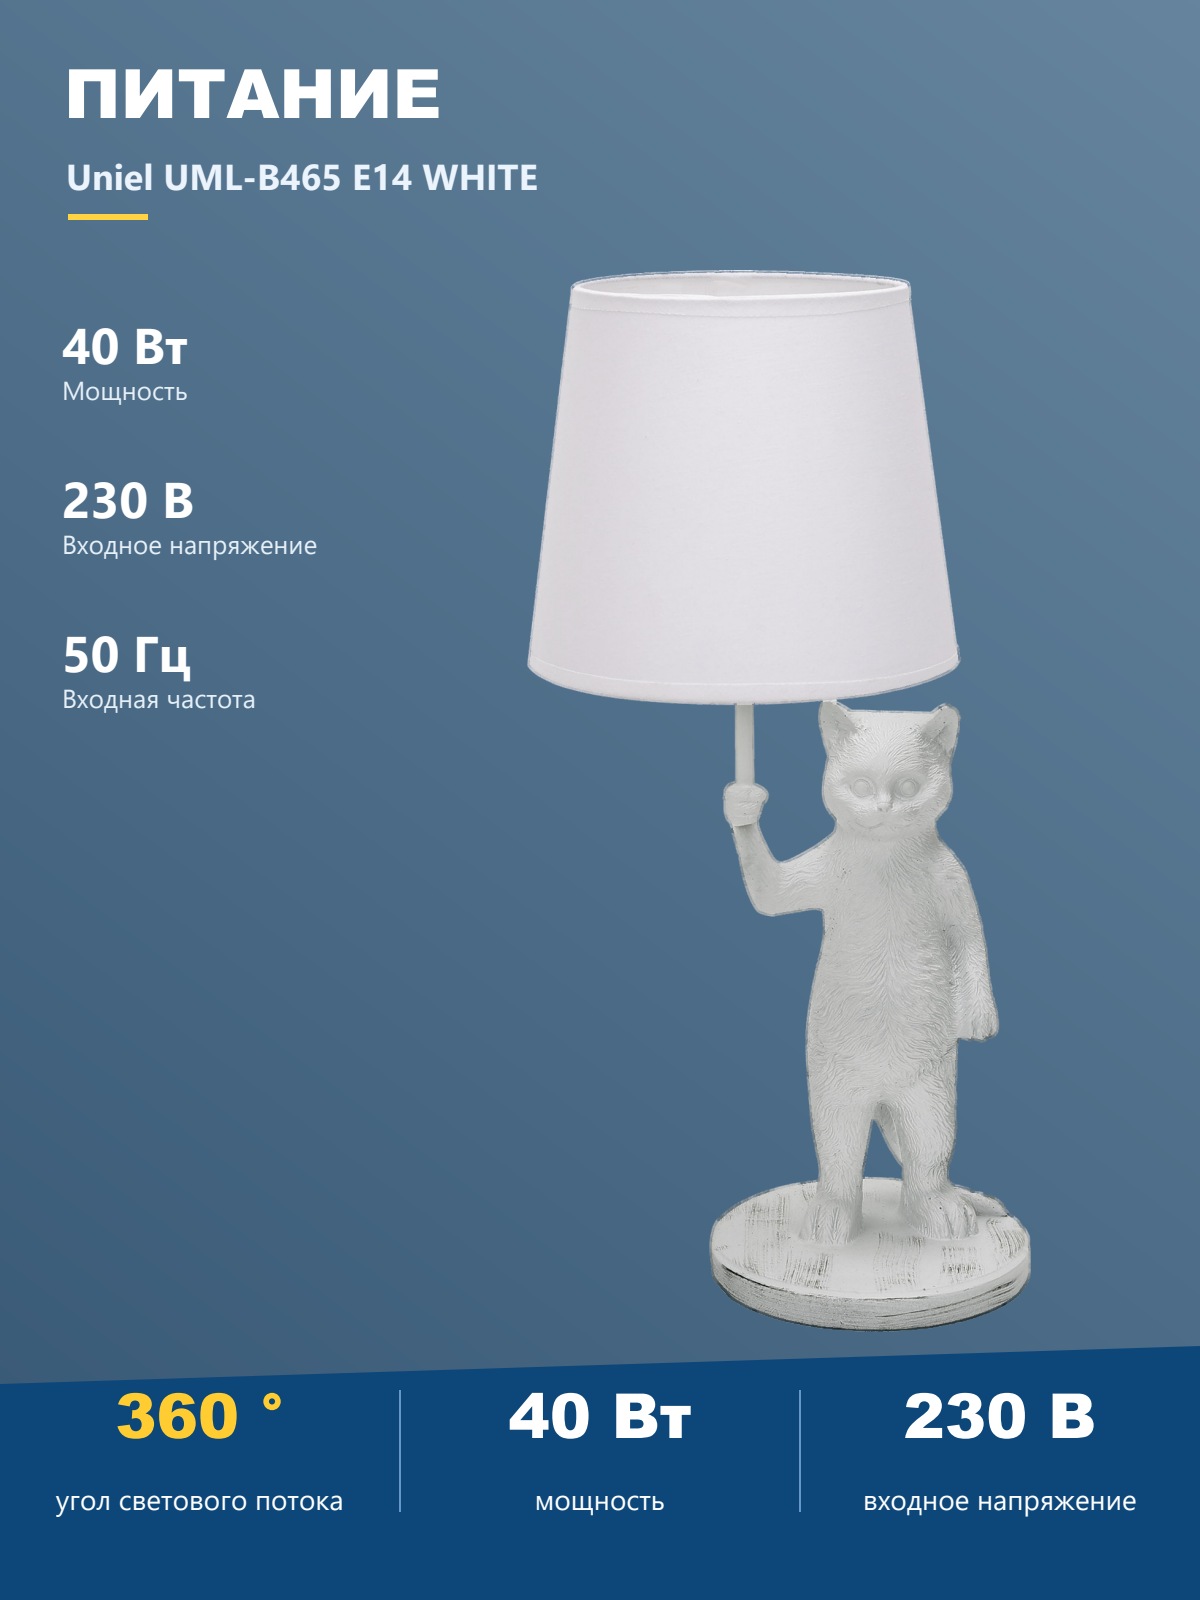 ПИТАНИЕ
Uniel UML-B465 E14 WHITE
40 Вт
Мощность
230 В
Входное напряжение
50 Гц
Входная частота
360 °
угол светового потока
40 Вт
мощность
230 В
входное напряжение